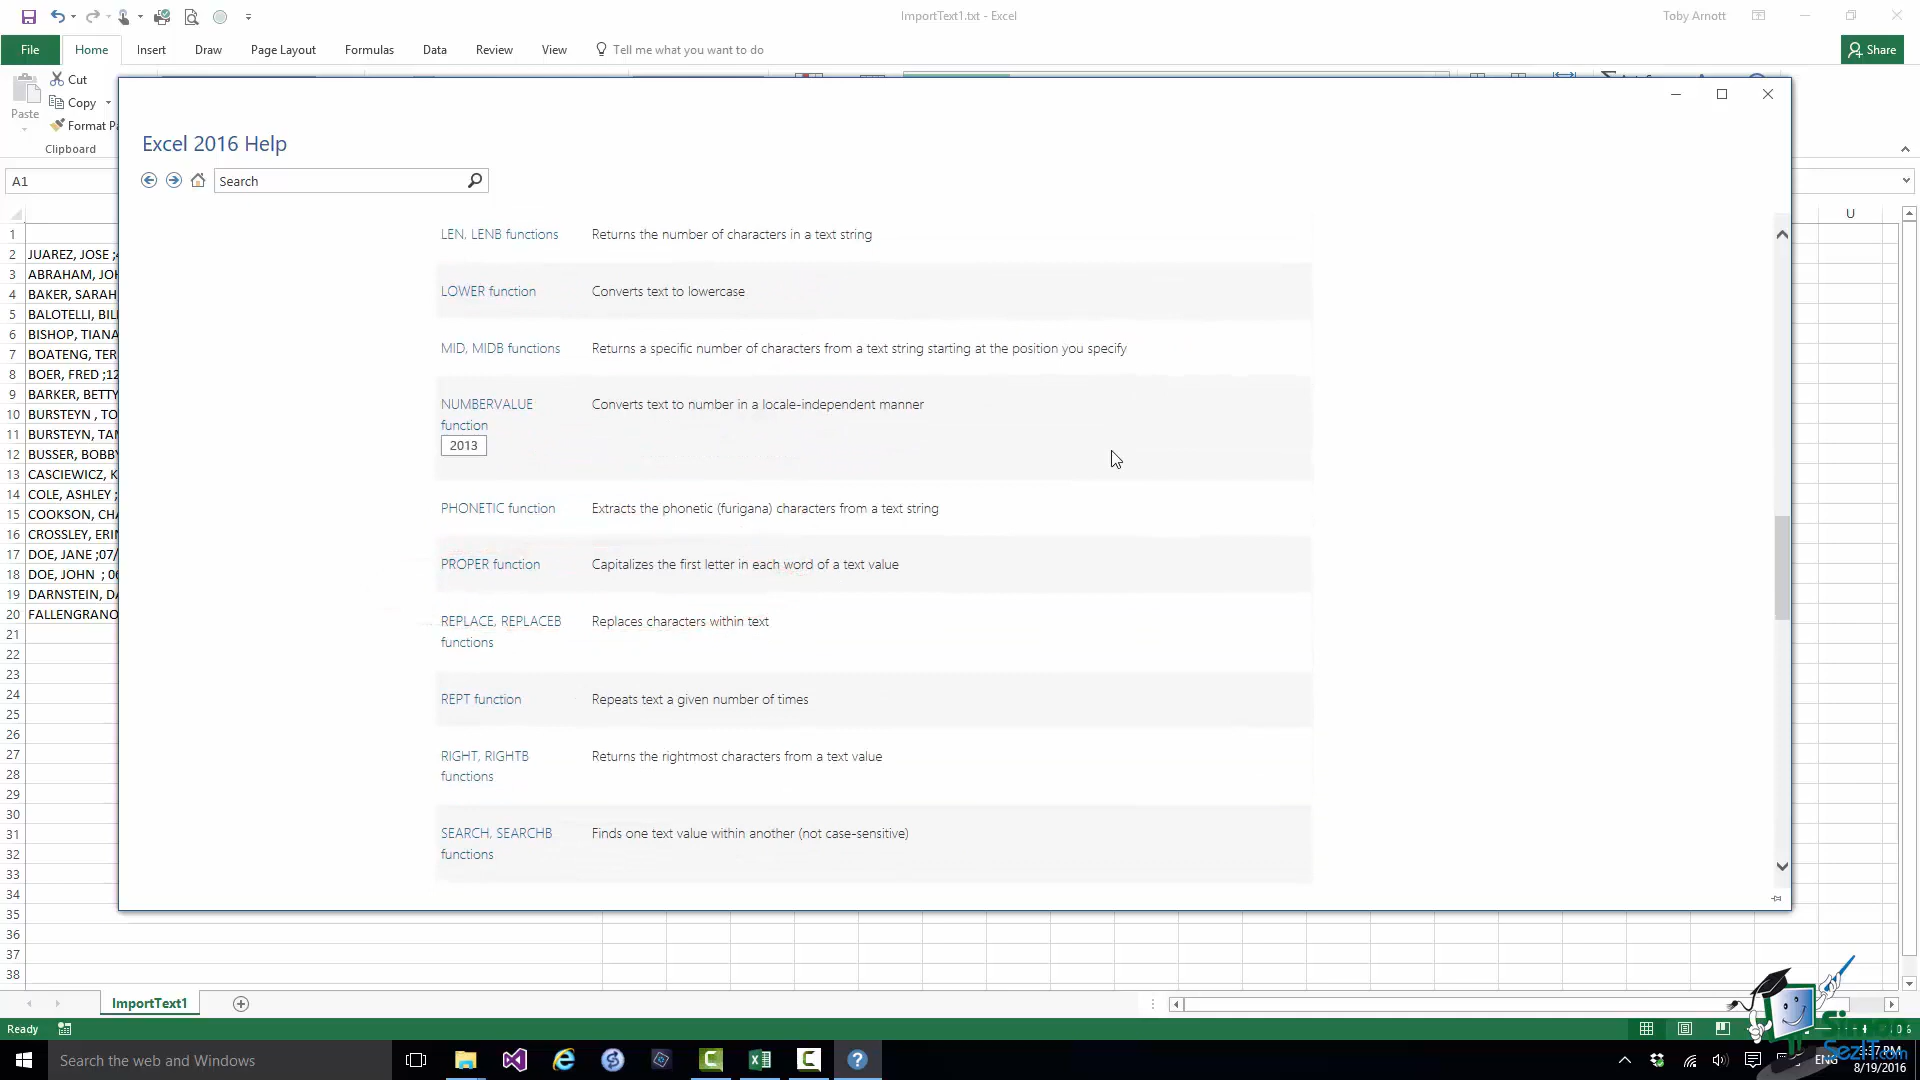 ImportText1.txt - Excel
Toby Arnott
File
Home
Insert
Draw
Page Layout
Formulas
Data
Review
View
Tell me what you want to do
Share
Paste
Cut
Copy
Format Pa
Clipboard
A1
Excel 2016 Help
Search
U
1
2 JUAREZ, JOSE ;
3 ABRAHAM, JOH
4 BAKER, SARAH
5 BALOTELLI, BILL
6 BISHOP, TIANA
7 BOATENG, TER
8 BOER, FRED ;12
9 BARKER, BETTY
10 BURSTEYN , TO
11 BURSTEYN, TAM
12 BUSSER, BOBBY
13 CASCIEWICZ, K
14 COLE, ASHLEY ;
15 COOKSON, CHA
16 CROSSLEY, ERIN
17 DOE, JANE ;07/
18 DOE, JOHN  ; 06
19 DARNSTEIN, DA
20 FALLENGRANO
21
22
23
24
25
26
27
28
29
30
31
32
33
34
35
36
37
38
LEN, LENB functions Returns the number of characters in a text string
LOWER function Converts text to lowercase
MID, MIDB functions Returns a specific number of characters from a text string starting at the position you specify
NUMBERVALUE Converts text to number in a locale-independent manner
function
2013
PHONETIC function Extracts the phonetic (furigana) characters from a text string
PROPER function Capitalizes the first letter in each word of a text value
REPLACE, REPLACEB Replaces characters within text
functions
REPT function Repeats text a given number of times
RIGHT, RIGHTB Returns the rightmost characters from a text value
functions
SEARCH, SEARCHB Finds one text value within another (not case-sensitive)
functions
ImportText1
Ready
Search the web and Windows
ENG
SezIT.com
8/19/2016